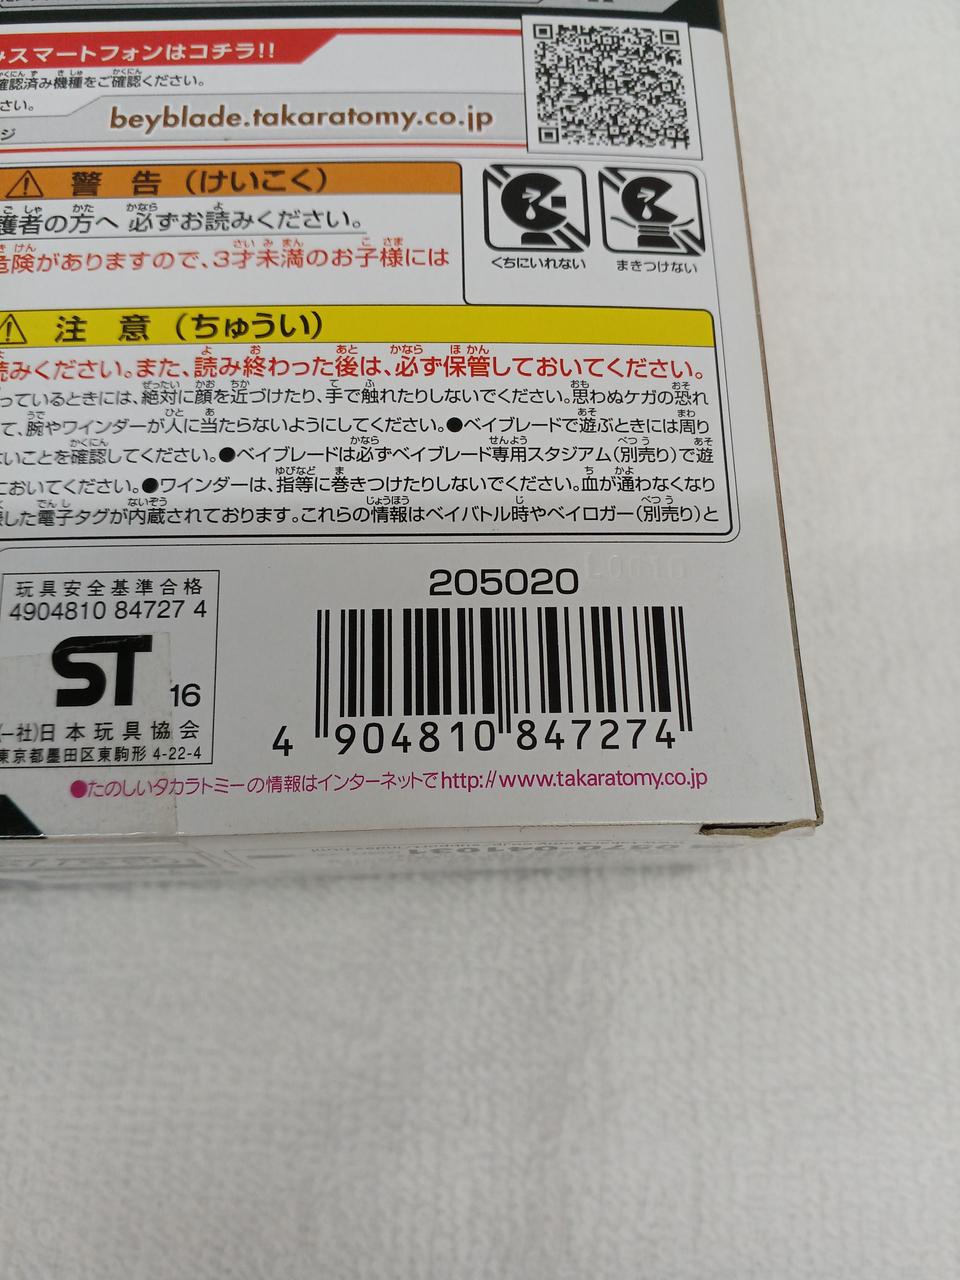 スマートフォンはコチラ!!
確認済み機種をご確認ください。
さい。
ジ
beyblade.takaratomy.co.jp
警告(けいこく)
護者の方へ 必ずお読みください。
危険がありますので、3才未満のお子様には
くちにいれない
まきつけない
注意(ちゅうい)
読みください。また、読み終わった後は、必ず保管しておいてください。
っているときには、絶対に顔を近づけたり、手で触れたりしないでください。思わぬケガの恐れ
て、腕やワインダーが人に当たらないようにしてください。●ベイブレードで遊ぶときには周り
ないことを確認してください。●ベイブレードは必ずベイブレード専用スタジアム(別売り)で遊
においてください。●ワインダーは、指等に巻きつけたりしないでください。血が通わなくなり
した電子タグが内蔵されております。これらの情報はベイバトル時やベイロガー(別売り)と
玩具安全基準合格
4904810 84727 4
ST 16
(一社)日本玩具協会
東京都墨田区東駒形 4-22-4
205020
4 904810 847274
●たのしいタカラトミーの情報はインターネットでhttp://www.takaratomy.co.jp
0570-041031